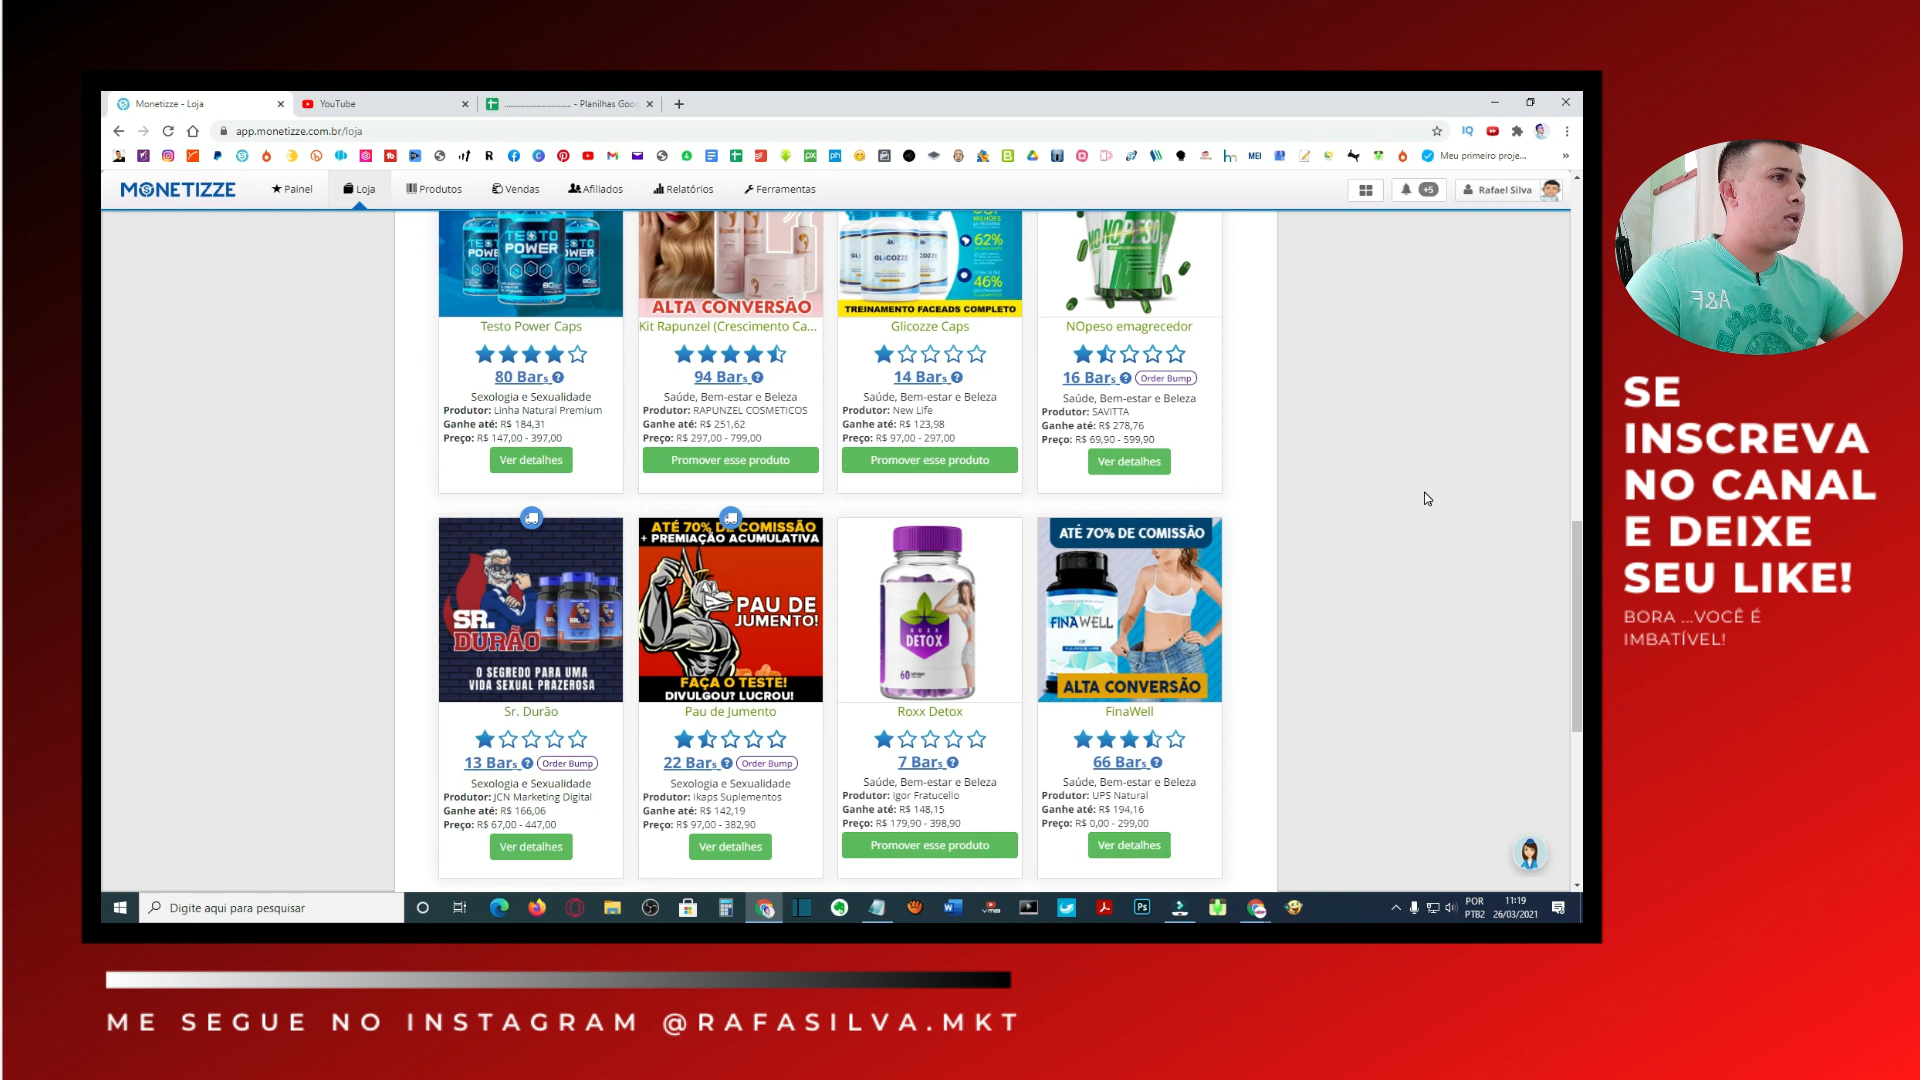 Monetizze - Loja
YouTube
- Planilhas Goog
app.monetizze.com.br/loja
IQ
MEI
Meu primeiro proje...
MONETIZZE
Painel
Loja
Produtos
Vendas
Afiliados
Relatórios
Ferramentas
+5
Rafael Silva
TESTO
POWER
ALTA CONVERSÃO
GLICOZZE
62%
46%
TREINAMENTO FACEADS COMPLETO
NOPESO
Testo Power Caps
80 Bars
Sexologia e Sexualidade
Produtor: Linha Natural Premium
Ganhe até: R$ 184,31
Preço: R$ 147,00 - 397,00
Ver detalhes
Kit Rapunzel (Crescimento Ca...
94 Bars
Saúde, Bem-estar e Beleza
Produtor: RAPUNZEL COSMETICOS
Ganhe até: R$ 251,62
Preço: R$ 297,00 - 799,00
Promover esse produto
Glicozze Caps
14 Bars
Saúde, Bem-estar e Beleza
Produtor: New Life
Ganhe até: R$ 123,98
Preço: R$ 97,00 - 297,00
Promover esse produto
NOpeso emagrecedor
16 Bars Order Bump
Saúde, Bem-estar e Beleza
Produtor: SAVITTA
Ganhe até: R$ 278,76
Preço: R$ 69,90 - 599,90
Ver detalhes
SR.
DURÃO
O SEGREDO PARA UMA
VIDA SEXUAL PRAZEROSA
Sr. Durão
13 Bars Order Bump
Sexologia e Sexualidade
Produtor: JCN Marketing Digital
Ganhe até: R$ 166,06
Preço: R$ 67,00 - 447,00
Ver detalhes
ATÉ 70% DE COMISSÃO
+ PREMIAÇÃO ACUMULATIVA
PAU DE
JUMENTO!
FAÇA O TESTE!
DIVULGOU? LUCROU!
Pau de Jumento
22 Bars Order Bump
Sexologia e Sexualidade
Produtor: Ikaps Suplementos
Ganhe até: R$ 142,19
Preço: R$ 97,00 - 382,90
Ver detalhes
ROXX
DETOX
60
Roxx Detox
7 Bars
Saúde, Bem-estar e Beleza
Produtor: Igor Fratucello
Ganhe até: R$ 148,15
Preço: R$ 179,90 - 398,90
Promover esse produto
ATÉ 70% DE COMISSÃO
FINAWELL
ALTA CONVERSÃO
FinaWell
66 Bars
Saúde, Bem-estar e Beleza
Produtor: UPS Natural
Ganhe até: R$ 194,16
Preço: R$ 0,00 - 299,00
Ver detalhes
Digite aqui para pesquisar
POR
PTB2
11:19
26/03/2021
SE
INSCREVA
NO CANAL
E DEIXE
SEU LIKE!
BORA ...VOCÊ É
IMBATÍVEL!
ME SEGUE NO INSTAGRAM @RAFASILVA.MKT